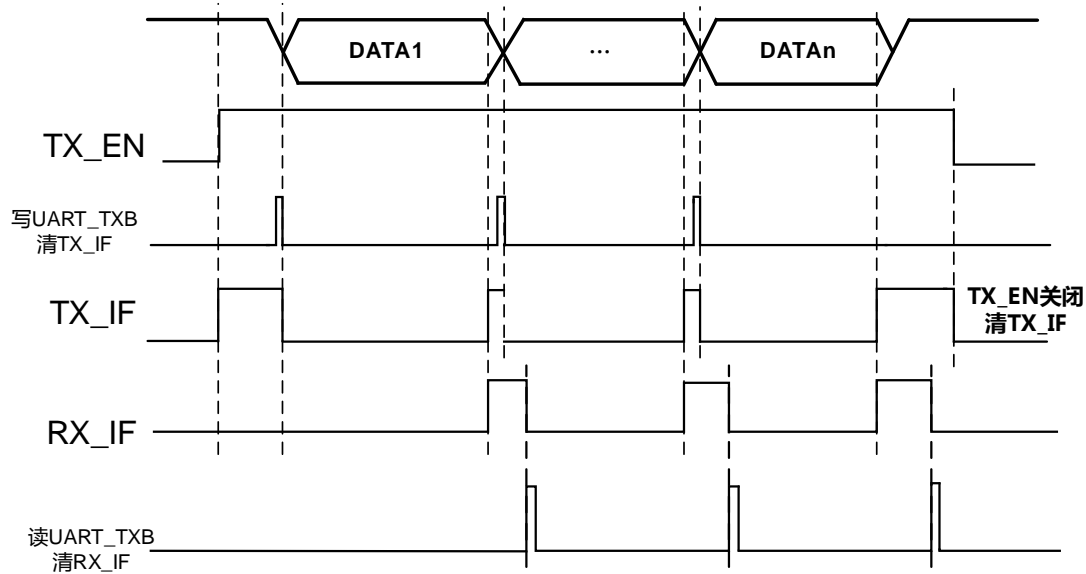 DATA1 ... DATAn
TX_EN
写UART_TXB
清TX_IF
TX_IF
TX_EN关闭
清TX_IF
RX_IF
读UART_TXB
清RX_IF